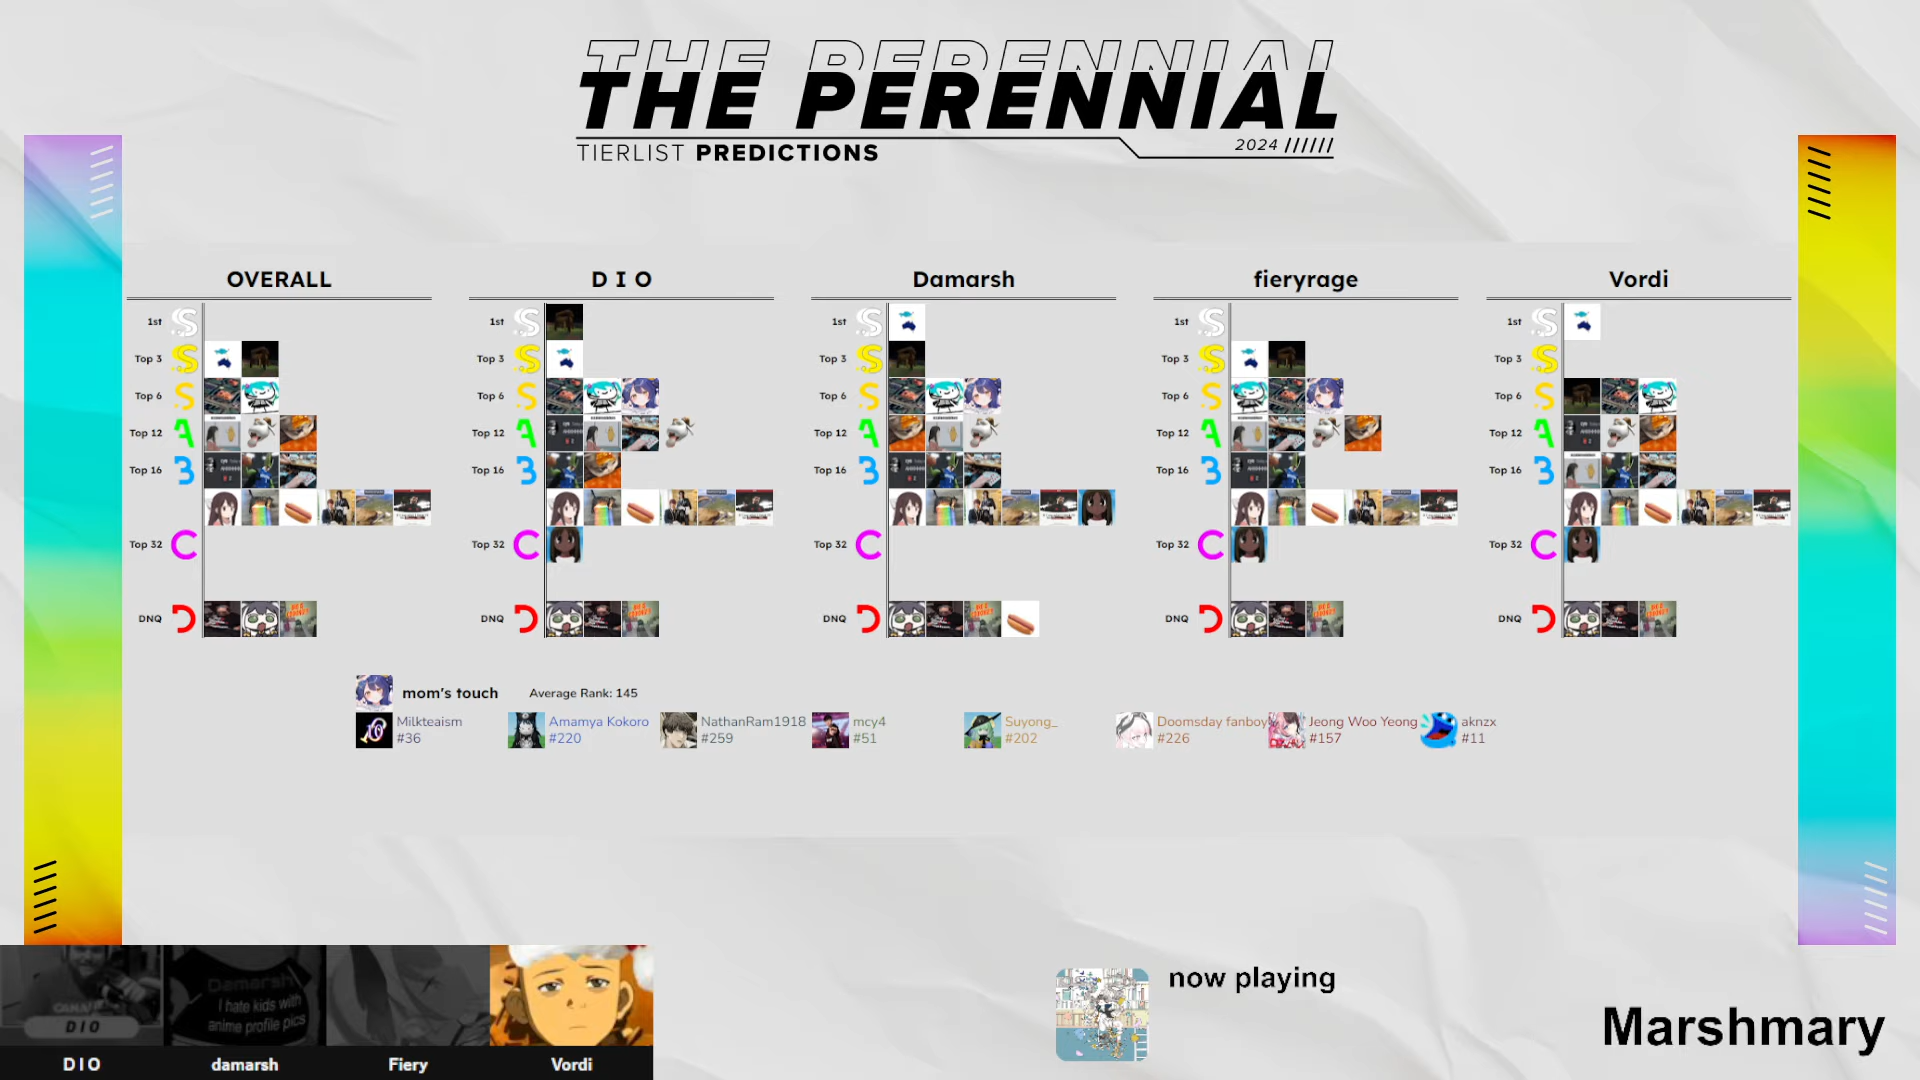 THE PERENNIAL
THE PERENNIAL
TIERLIST PREDICTIONS
2024 //////
OVERALL
D I O
Damarsh
fieryrage
Vordi
1st S
Top 3 S
Top 6 S
Top 12 A
Top 16 B
Top 32 C
DNQ D
1st S
Top 3 S
Top 6 S
Top 12 A
Top 16 B
Top 32 C
DNQ D
1st S
Top 3 S
Top 6 S
Top 12 A
Top 16 B
Top 32 C
DNQ D
1st S
Top 3 S
Top 6 S
Top 12 A
Top 16 B
Top 32 C
DNQ D
1st S
Top 3 S
Top 6 S
Top 12 A
Top 16 B
Top 32 C
DNQ D
mom's touch Average Rank: 145
Milkteaism
#36
Amamya Kokoro
#220
NathanRam1918
#259
mcy4
#51
Suyong_
#202
Doomsday fanboy
#226
Jeong Woo Yeong
#157
aknzx
#11
DIO
Damarsh
I hate kids with
anime profile pics
D I O
damarsh
Fiery
Vordi
now playing
Marshmary